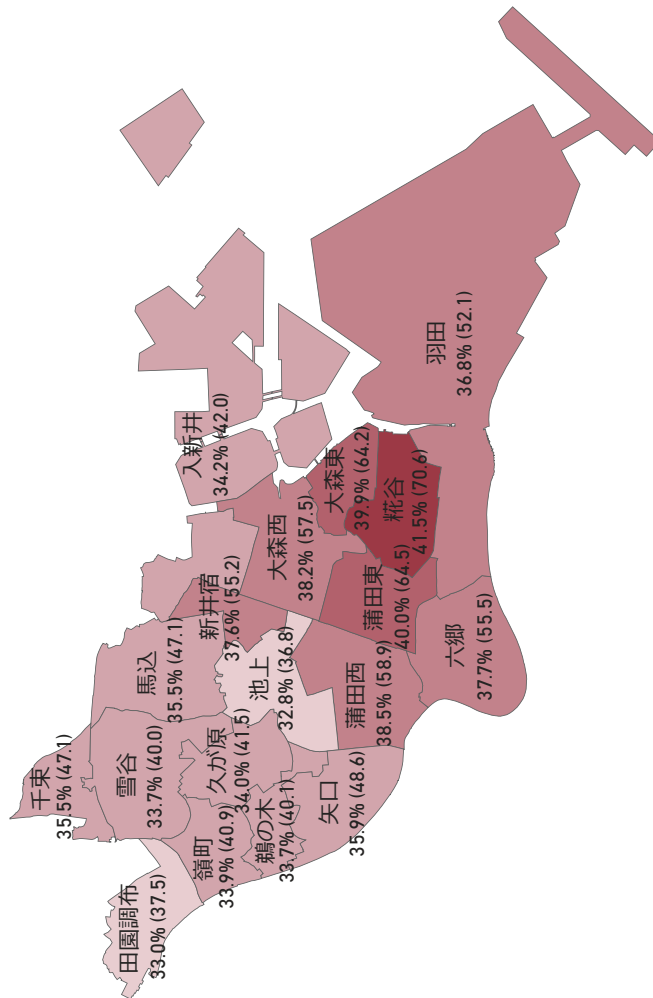 千束
35.5% (47.1)
田園調布
33.0% (37.5)
雪谷
33.7% (40.0)
嶺町
33.9% (40.9)
鵜の木
33.7% (40.1)
久が原
34.0% (41.5)
馬込
35.5% (47.1)
矢口
35.9% (48.6)
池上
32.8% (36.8)
新井宿
37.6% (55.2)
入新井
34.2% (42.0)
大森西
38.2% (57.5)
大森東
39.9% (64.2)
糀谷
41.5% (70.6)
蒲田東
40.0% (64.5)
蒲田西
38.5% (58.9)
六郷
37.7% (55.5)
羽田
36.8% (52.1)